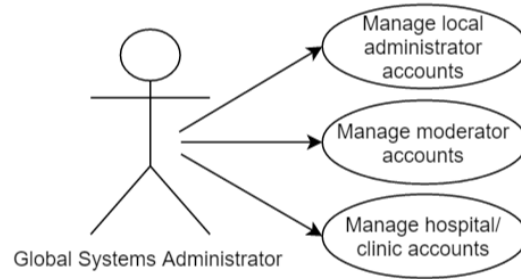 Manage local
administrator
accounts
Manage moderator
accounts
Manage hospital/
clinic accounts
Global Systems Administrator